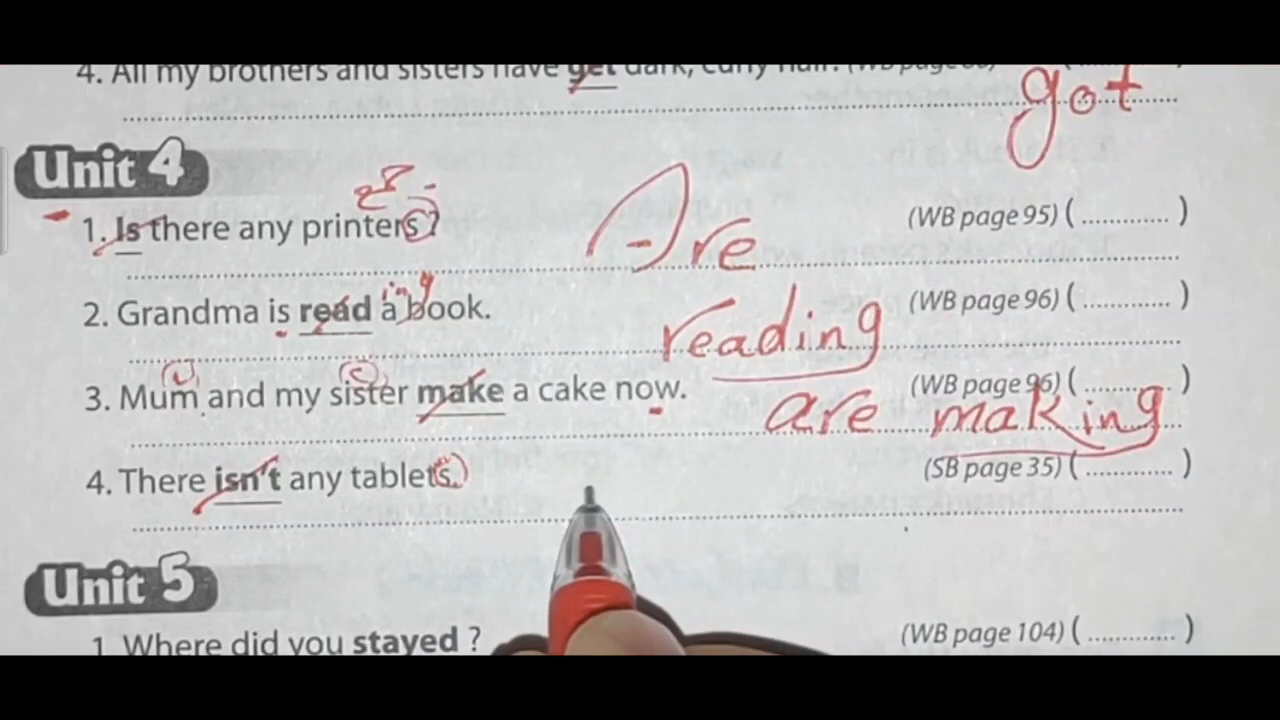 4. All my brothers and sisters have get dark, curly hair. (WB page
got
Unit 4
1. Is there any printers? (WB page 95) (............)
Are
2. Grandma is read a book. (WB page 96) (............)
ing
reading
3. Mum and my sister make a cake now. (WB page 96) (............)
are making
4. There isn't any tablets. (SB page 35) (............)
Unit 5
1. Where did you stayed ? (WB page 104) (............)